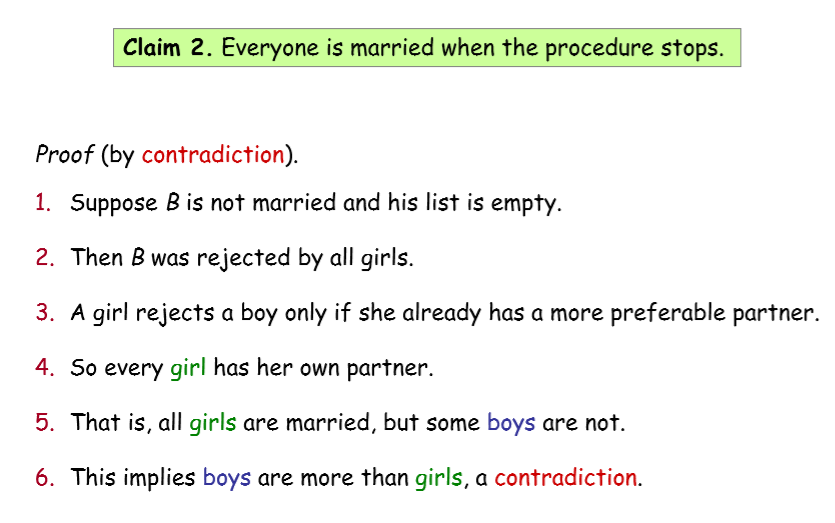 Claim 2. Everyone is married when the procedure stops.
Proof (by contradiction).
1. Suppose B is not married and his list is empty.
2. Then B was rejected by all girls.
3. A girl rejects a boy only if she already has a more preferable partner.
4. So every girl has her own partner.
5. That is, all girls are married, but some boys are not.
6. This implies boys are more than girls, a contradiction.